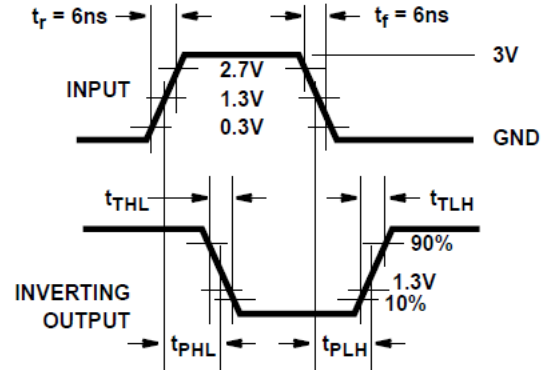 tr = 6ns
tf = 6ns
3V
INPUT
2.7V
1.3V
0.3V
GND
tTHL
tTLH
90%
1.3V
10%
INVERTING
OUTPUT
tPHL
tPLH